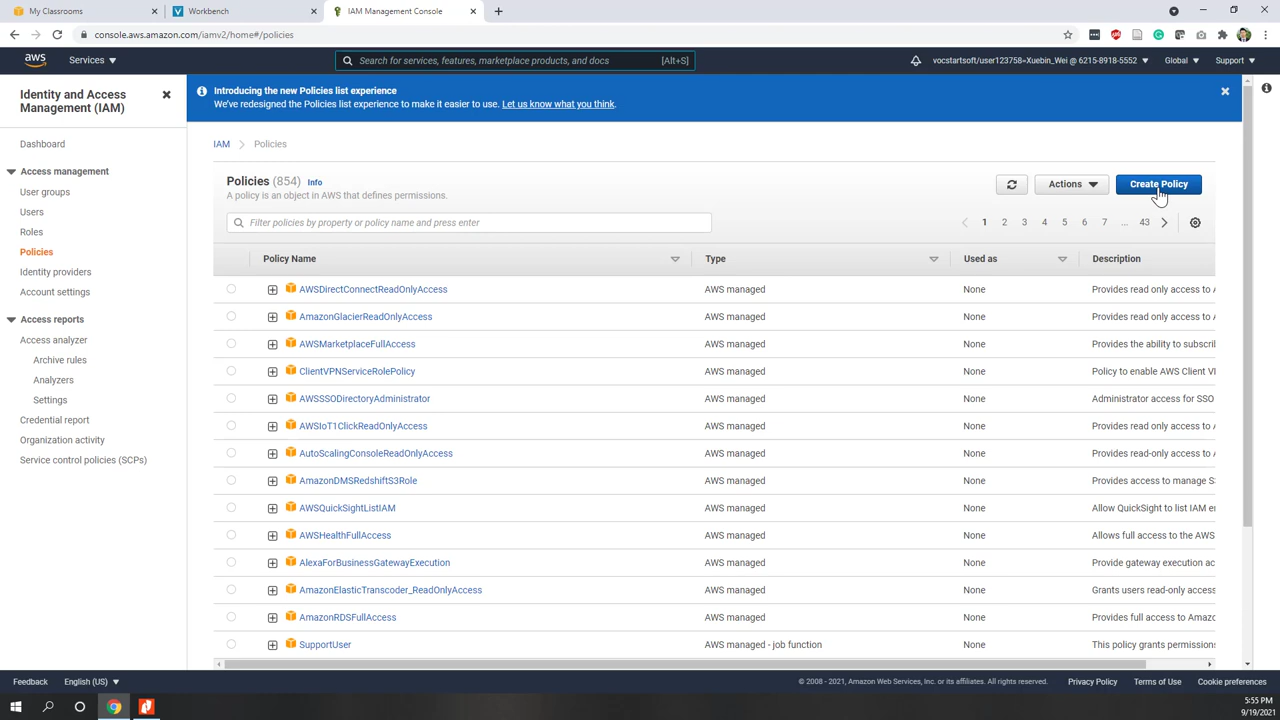 My Classrooms
Workbench
IAM Management Console
console.aws.amazon.com/iamv2/home#/policies
aws
Services
Search for services, features, marketplace products, and docs
[Alt+S]
vocstartsoft/user123758=Xuebin_Wei @ 6215-8918-5552
Global
Support
Identity and Access
Management (IAM)
Dashboard
Access management
User groups
Users
Roles
Policies
Identity providers
Account settings
Access reports
Access analyzer
Archive rules
Analyzers
Settings
Credential report
Organization activity
Service control policies (SCPs)
Introducing the new Policies list experience
We've redesigned the Policies list experience to make it easier to use. Let us know what you think.
IAM > Policies
Policies (854) Info
A policy is an object in AWS that defines permissions.
Actions
Create Policy
Filter policies by property or policy name and press enter
1 2 3 4 5 6 7 ... 43
Policy Name Type Used as Description
AWSDirectConnectReadOnlyAccess AWS managed None Provides read only access to A
AmazonGlacierReadOnlyAccess AWS managed None Provides read only access to A
AWSMarketplaceFullAccess AWS managed None Provides the ability to subscril
ClientVPNServiceRolePolicy AWS managed None Policy to enable AWS Client VI
AWSSSODirectoryAdministrator AWS managed None Administrator access for SSO
AWSIoT1ClickReadOnlyAccess AWS managed None Provides read only access to A
AutoScalingConsoleReadOnlyAccess AWS managed None Provides read-only access to A
AmazonDMSRedshiftS3Role AWS managed None Provides access to manage S
AWSQuickSightListIAM AWS managed None Allow QuickSight to list IAM e
AWSHealthFullAccess AWS managed None Allows full access to the AWS
AlexaForBusinessGatewayExecution AWS managed None Provide gateway execution ac
AmazonElasticTranscoder_ReadOnlyAccess AWS managed None Grants users read-only access
AmazonRDSFullAccess AWS managed None Provides full access to Amazo
SupportUser AWS managed - job function None This policy grants permissions
Feedback
English (US)
© 2008 - 2021, Amazon Web Services, Inc. or its affiliates. All rights reserved.
Privacy Policy
Terms of Use
Cookie preferences
5:55 PM
9/19/2021